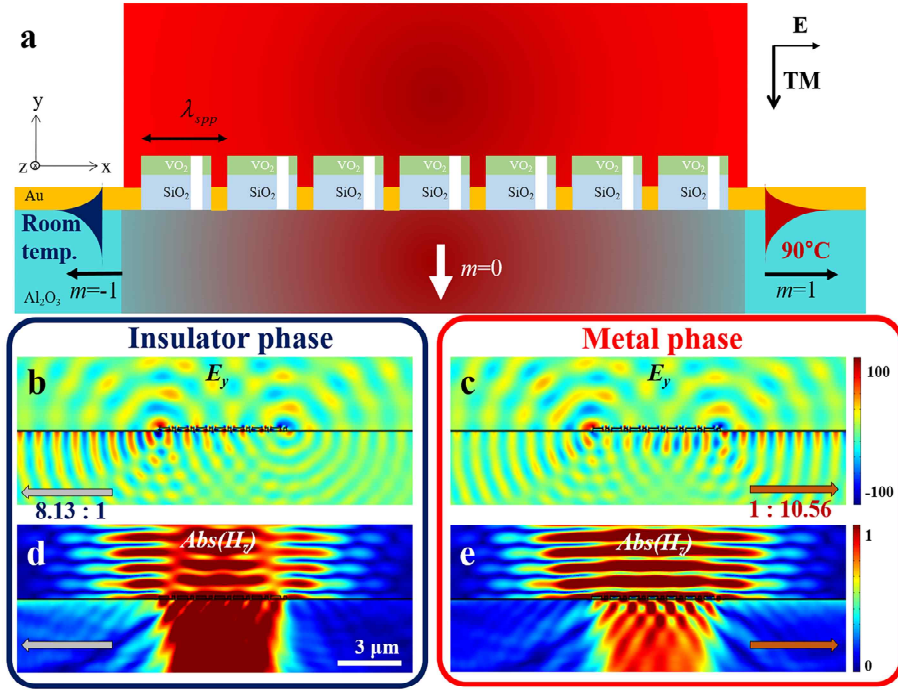 a
E
TM
y
z
x
λspp
VO2 VO2 VO2 VO2 VO2 VO2 VO2
SiO2 SiO2 SiO2 SiO2 SiO2 SiO2 SiO2
Au
Room
temp.
Al2O3
m=-1
m=0
90°C
m=1
Insulator phase
b
Ey
8.13 : 1
d
Abs(Hz)
3 μm
Metal phase
c
Ey
100
-100
1 : 10.56
e
Abs(Hz)
1
0